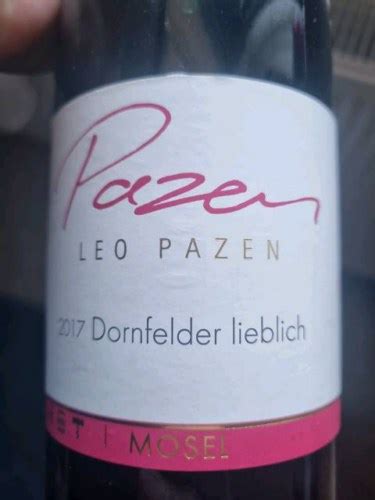 Pazen
LEO PAZEN
2017 Dornfelder lieblich
| MOSEL